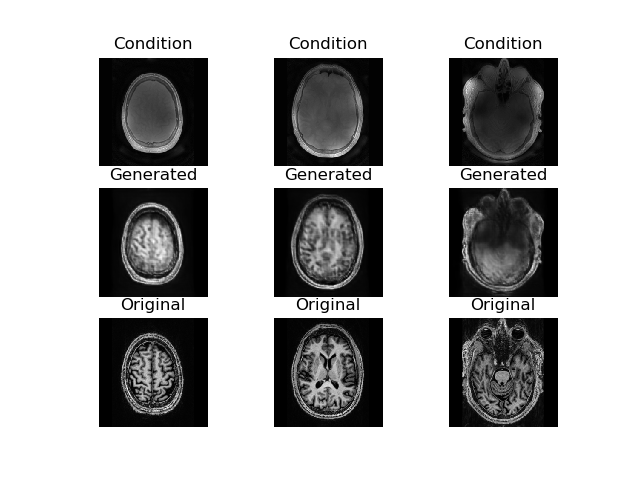 Condition Condition Condition
Generated Generated Generated
Original Original Original